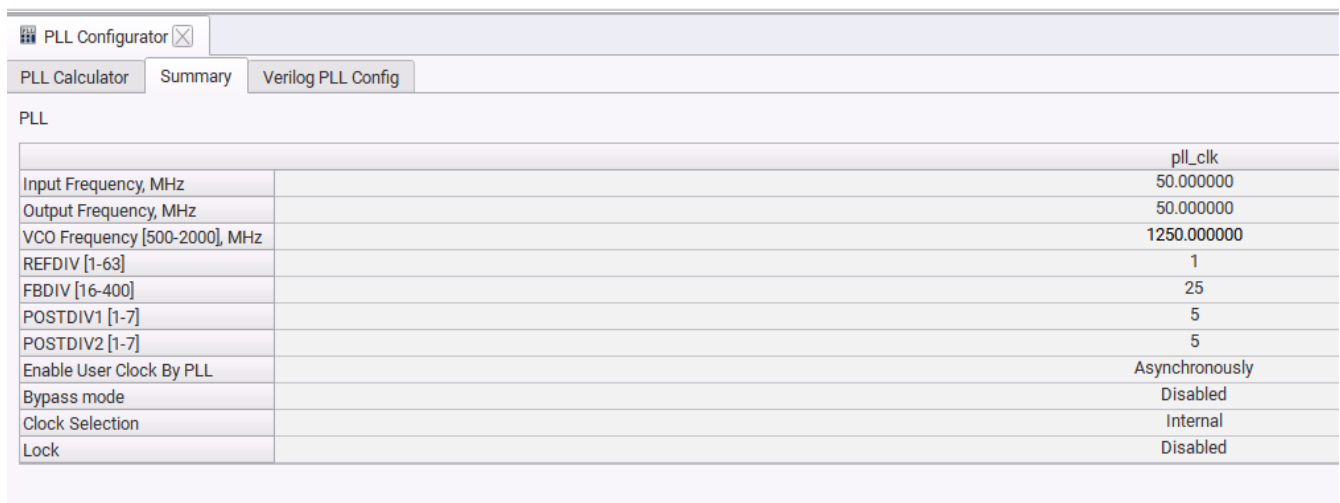 PLL Configurator
PLL Calculator Summary Verilog PLL Config
PLL
pll_clk
Input Frequency, MHz 50.000000
Output Frequency, MHz 50.000000
VCO Frequency [500-2000], MHz 1250.000000
REFDIV [1-63] 1
FBDIV [16-400] 25
POSTDIV1 [1-7] 5
POSTDIV2 [1-7] 5
Enable User Clock By PLL Asynchronously
Bypass mode Disabled
Clock Selection Internal
Lock Disabled